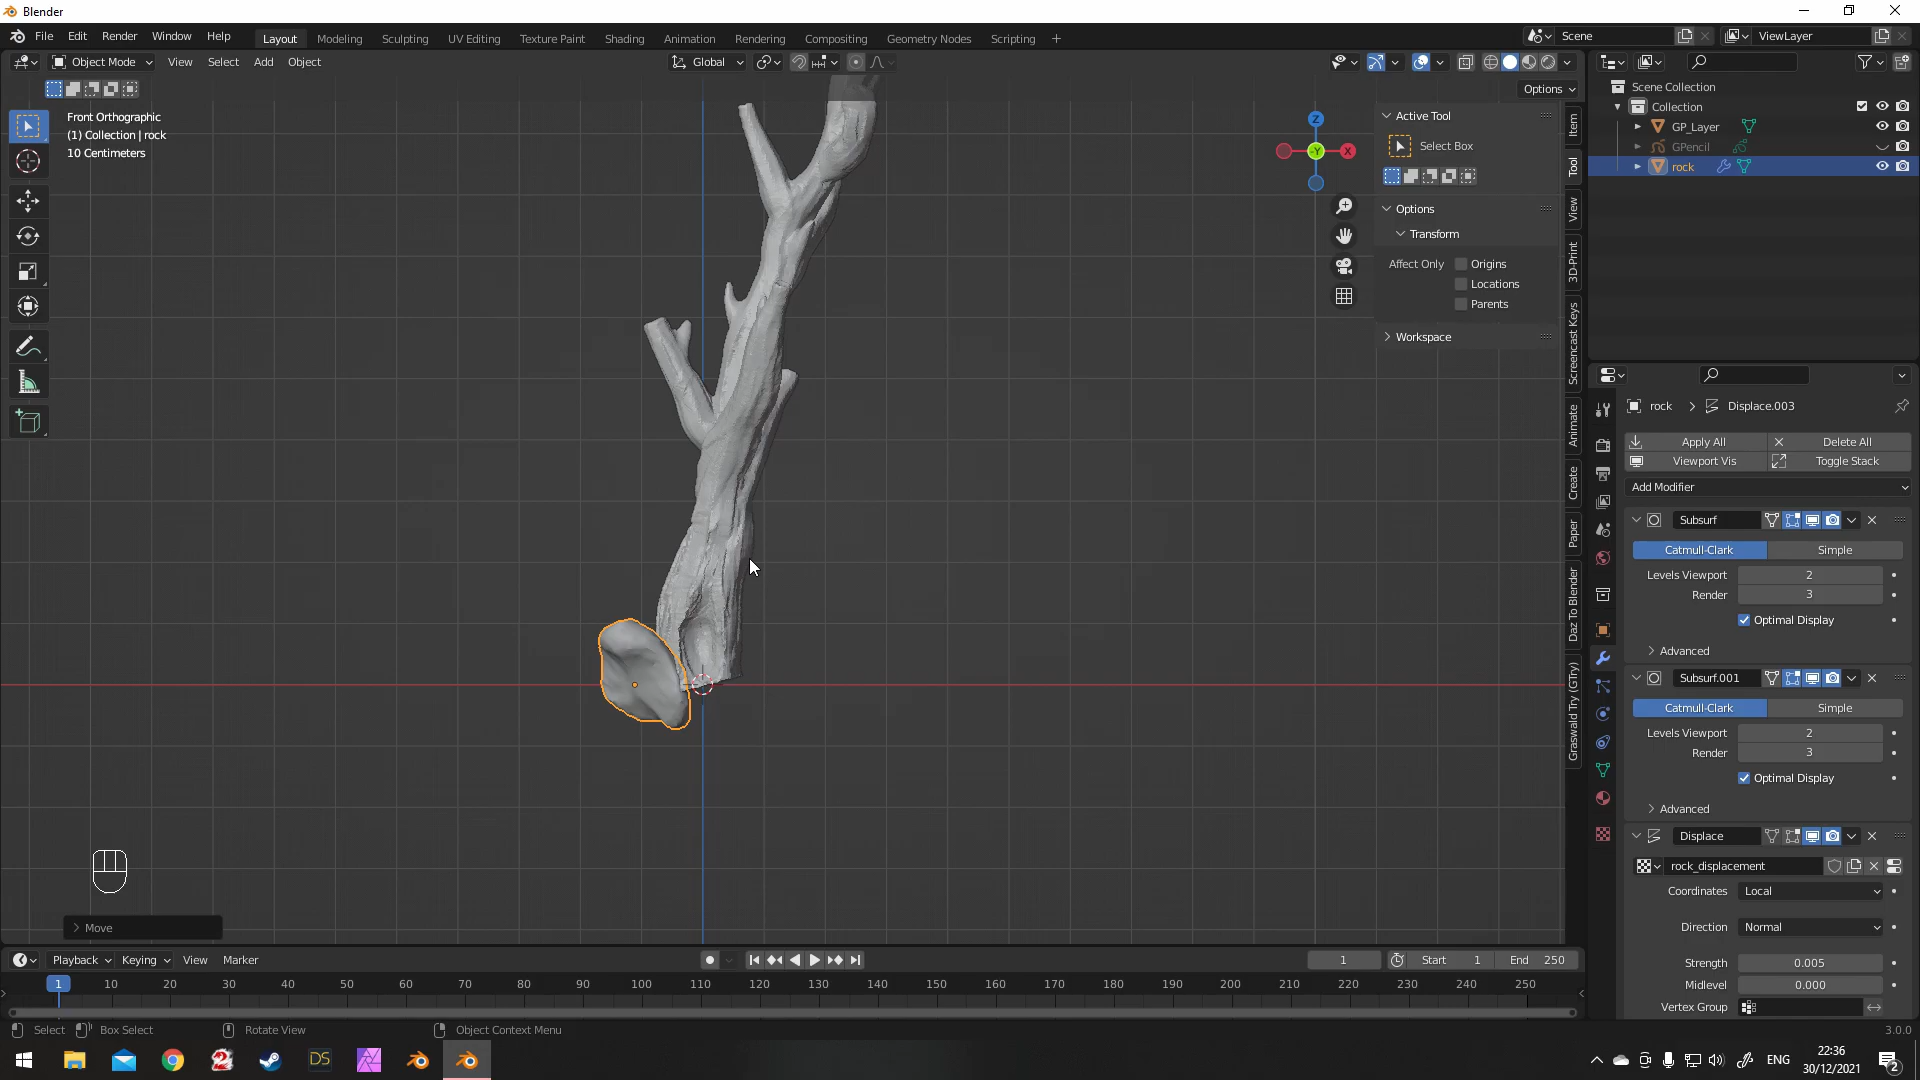 Blender
File Edit Render Window Help Layout Modeling Sculpting UV Editing Texture Paint Shading Animation Rendering Compositing Geometry Nodes Scripting + Scene ViewLayer
Object Mode View Select Add Object Global
Options
Front Orthographic
(1) Collection | rock
10 Centimeters
Z
-Y
X
Active Tool
Select Box
Options
Transform
Affect Only Origins
Locations
Parents
Workspace
Item
Tool
View
3D-Print
Screencast Keys
Animate
Create
Paper
Daz To Blender
Graswald Try (GTry)
Scene Collection
Collection
GP_Layer
GPencil
rock
rock Displace.003
Apply All Delete All
Viewport Vis Toggle Stack
Add Modifier
Subsurf
Catmull-Clark Simple
Levels Viewport 2
Render 3
Optimal Display
Advanced
Subsurf.001
Catmull-Clark Simple
Levels Viewport 2
Render 3
Optimal Display
Advanced
Displace
rock_displacement
Coordinates Local
Direction Normal
Strength 0.005
Midlevel 0.000
Vertex Group
Move
Playback Keying View Marker 1 Start 1 End 250
1 10 20 30 40 50 60 70 80 90 100 110 120 130 140 150 160 170 180 190 200 210 220 230 240 250
Select Box Select Rotate View Object Context Menu 3.0.0
DS
ENG
22:36
30/12/2021
2